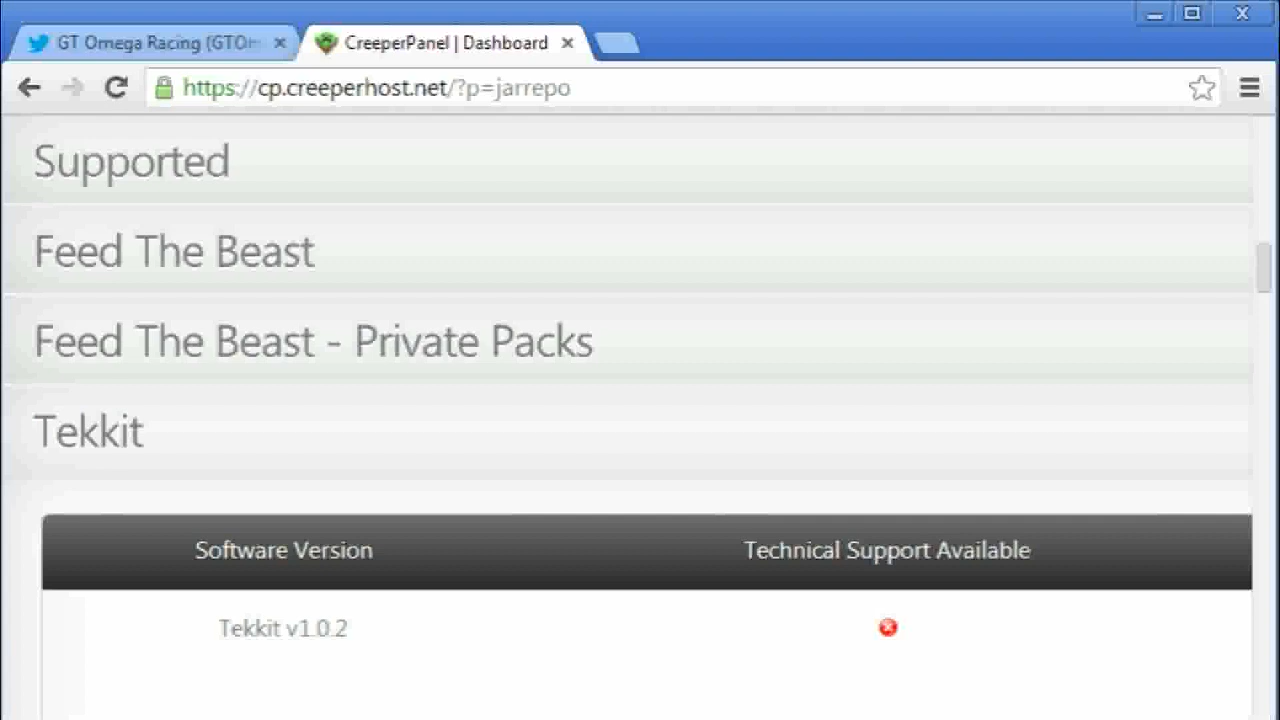 GT Omega Racing (GTOm
CreeperPanel | Dashboard
https://cp.creeperhost.net/?p=jarrepo
Supported
Feed The Beast
Feed The Beast - Private Packs
Tekkit
Software Version
Technical Support Available
Tekkit v1.0.2